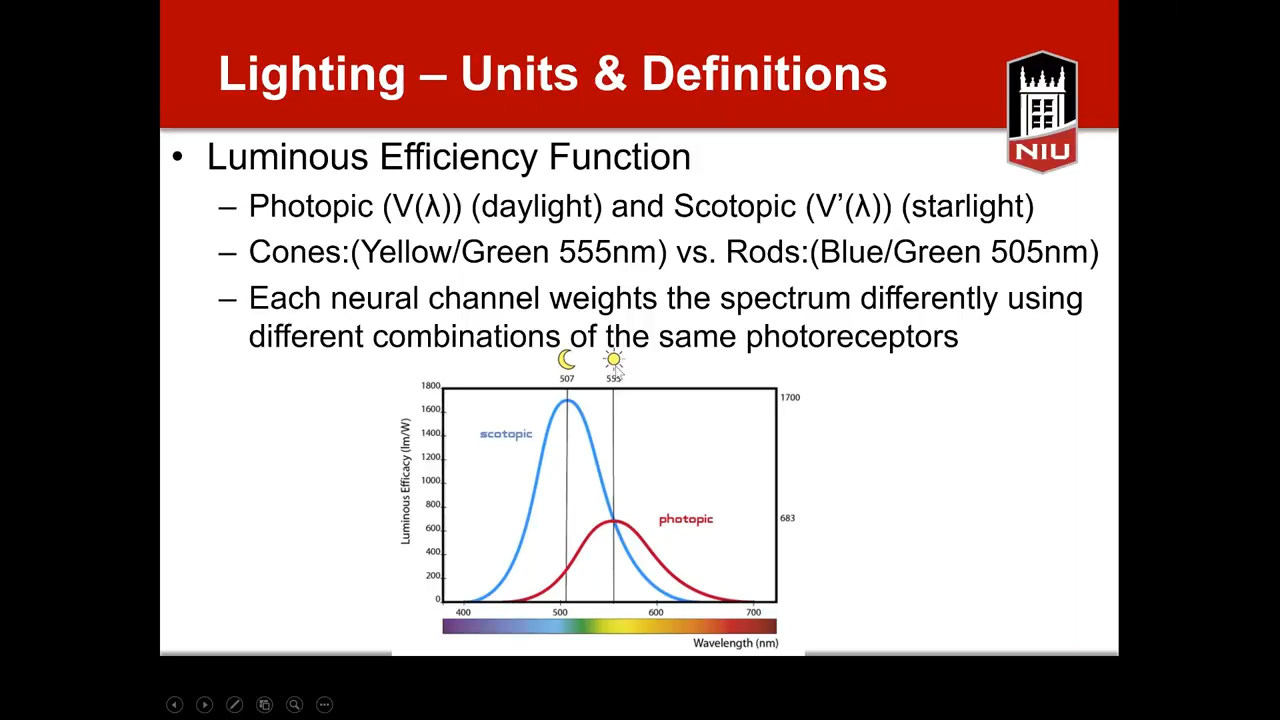 Lighting – Units & Definitions
NIU
• Luminous Efficiency Function
– Photopic (V(λ)) (daylight) and Scotopic (V’(λ)) (starlight)
– Cones:(Yellow/Green 555nm) vs. Rods:(Blue/Green 505nm)
– Each neural channel weights the spectrum differently using
different combinations of the same photoreceptors
507
555
1800
1600
1400
1200
1000
800
600
400
200
0
Luminous Efficacy (lm/W)
scotopic
photopic
1700
683
400
500
600
700
Wavelength (nm)